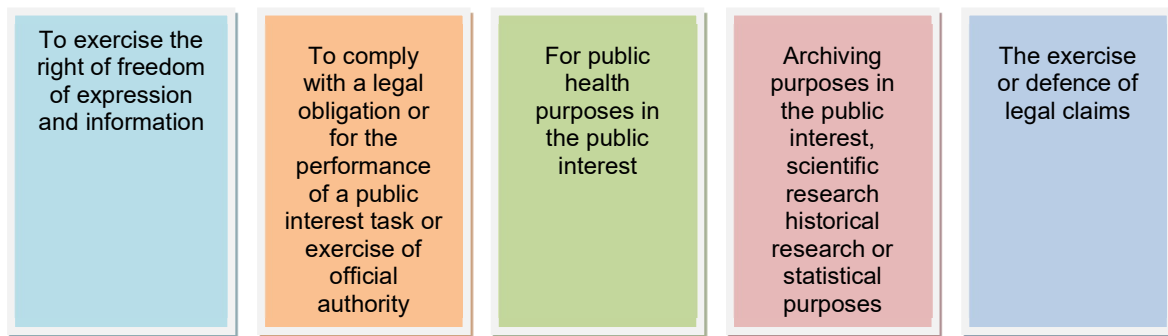 To exercise the
right of freedom
of expression
and information
To comply
with a legal
obligation or
for the
performance
of a public
interest task or
exercise of
official
authority
For public
health
purposes in
the public
interest
Archiving
purposes in
the public
interest,
scientific
research
historical
research or
statistical
purposes
The exercise
or defence of
legal claims